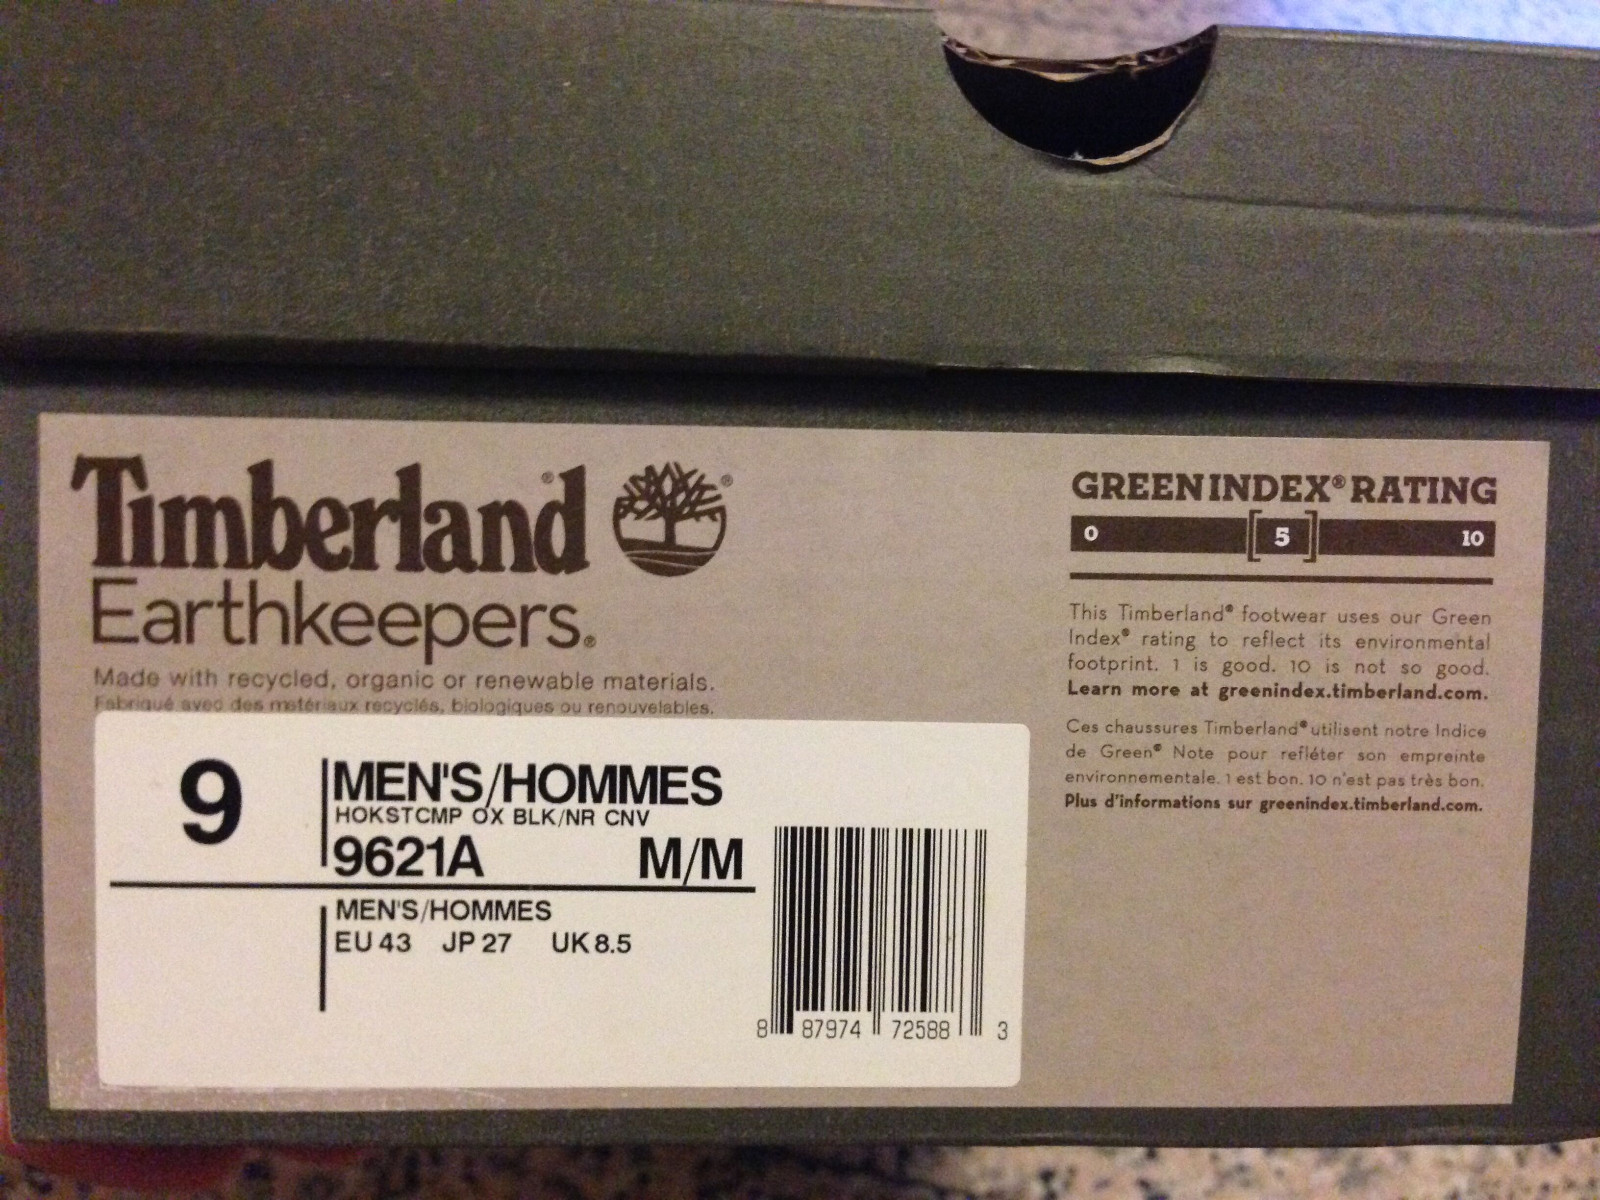 Timberland®
Earthkeepers®
Made with recycled, organic or renewable materials.
Fabriqué avec des matériaux recyclés, biologiques ou renouvelables.
9
MEN'S/HOMMES
HOKSTCMP OX BLK/NR CNV
9621A M/M
MEN'S/HOMMES
EU 43 JP 27 UK 8.5
8 87974 72588 3
GREEN INDEX® RATING
0 [5] 10
This Timberland® footwear uses our Green
Index® rating to reflect its environmental
footprint. 1 is good. 10 is not so good.
Learn more at greenindex.timberland.com.
Ces chaussures Timberland® utilisent notre Indice
de Green® Note pour refléter son empreinte
environnementale. 1 est bon. 10 n'est pas très bon.
Plus d'informations sur greenindex.timberland.com.